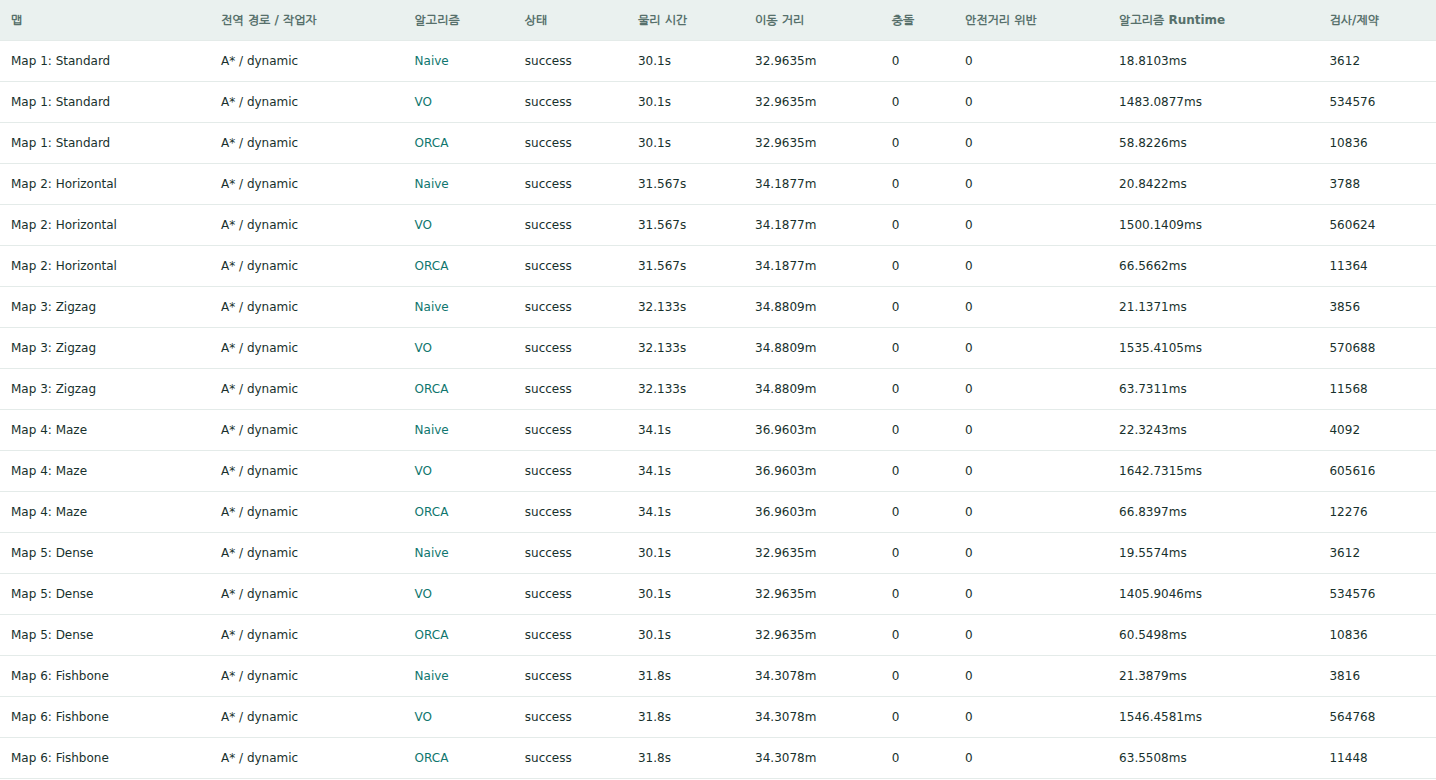 맵 전역 경로 / 작업자 알고리즘 상태 물리 시간 이동 거리 충돌 안전거리 위반 알고리즘 Runtime 검사/제약
Map 1: Standard A* / dynamic Naive success 30.1s 32.9635m 0 0 18.8103ms 3612
Map 1: Standard A* / dynamic VO success 30.1s 32.9635m 0 0 1483.0877ms 534576
Map 1: Standard A* / dynamic ORCA success 30.1s 32.9635m 0 0 58.8226ms 10836
Map 2: Horizontal A* / dynamic Naive success 31.567s 34.1877m 0 0 20.8422ms 3788
Map 2: Horizontal A* / dynamic VO success 31.567s 34.1877m 0 0 1500.1409ms 560624
Map 2: Horizontal A* / dynamic ORCA success 31.567s 34.1877m 0 0 66.5662ms 11364
Map 3: Zigzag A* / dynamic Naive success 32.133s 34.8809m 0 0 21.1371ms 3856
Map 3: Zigzag A* / dynamic VO success 32.133s 34.8809m 0 0 1535.4105ms 570688
Map 3: Zigzag A* / dynamic ORCA success 32.133s 34.8809m 0 0 63.7311ms 11568
Map 4: Maze A* / dynamic Naive success 34.1s 36.9603m 0 0 22.3243ms 4092
Map 4: Maze A* / dynamic VO success 34.1s 36.9603m 0 0 1642.7315ms 605616
Map 4: Maze A* / dynamic ORCA success 34.1s 36.9603m 0 0 66.8397ms 12276
Map 5: Dense A* / dynamic Naive success 30.1s 32.9635m 0 0 19.5574ms 3612
Map 5: Dense A* / dynamic VO success 30.1s 32.9635m 0 0 1405.9046ms 534576
Map 5: Dense A* / dynamic ORCA success 30.1s 32.9635m 0 0 60.5498ms 10836
Map 6: Fishbone A* / dynamic Naive success 31.8s 34.3078m 0 0 21.3879ms 3816
Map 6: Fishbone A* / dynamic VO success 31.8s 34.3078m 0 0 1546.4581ms 564768
Map 6: Fishbone A* / dynamic ORCA success 31.8s 34.3078m 0 0 63.5508ms 11448